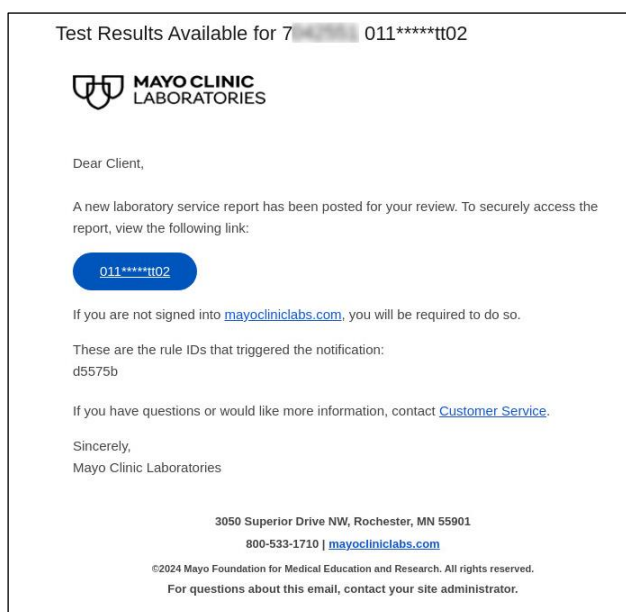 Test Results Available for 7 011*****tt02
MAYO CLINIC
LABORATORIES
Dear Client,
A new laboratory service report has been posted for your review. To securely access the
report, view the following link:
011*****tt02
If you are not signed into mayocliniclabs.com, you will be required to do so.
These are the rule IDs that triggered the notification:
d5575b
If you have questions or would like more information, contact Customer Service.
Sincerely,
Mayo Clinic Laboratories
3050 Superior Drive NW, Rochester, MN 55901
800-533-1710 | mayocliniclabs.com
©2024 Mayo Foundation for Medical Education and Research. All rights reserved.
For questions about this email, contact your site administrator.